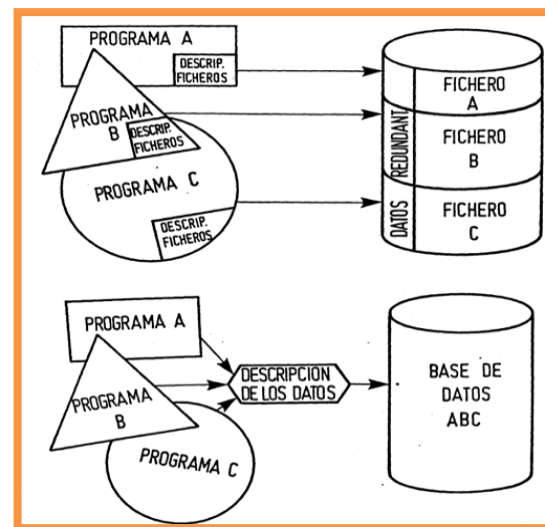 PROGRAMA A
DESCRIP.
FICHEROS
PROGRAMA
B
DESCRIP.
FICHEROS
PROGRAMA C
DESCRIP.
FICHEROS
FICHERO
A
FICHERO
B
FICHERO
C
DATOS REDUNDANT
PROGRAMA A
PROGRAMA
B
PROGRAMA C
DESCRIPCION
DE LOS DATOS
BASE DE
DATOS
ABC